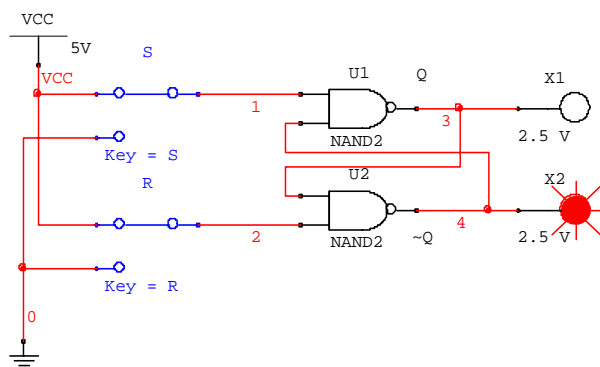 VCC
5V
S
VCC
U1
Q
X1
1
3
Key = S
NAND2
2.5 V
R
U2
X2
2
4
NAND2
~Q
2.5 V
Key = R
0